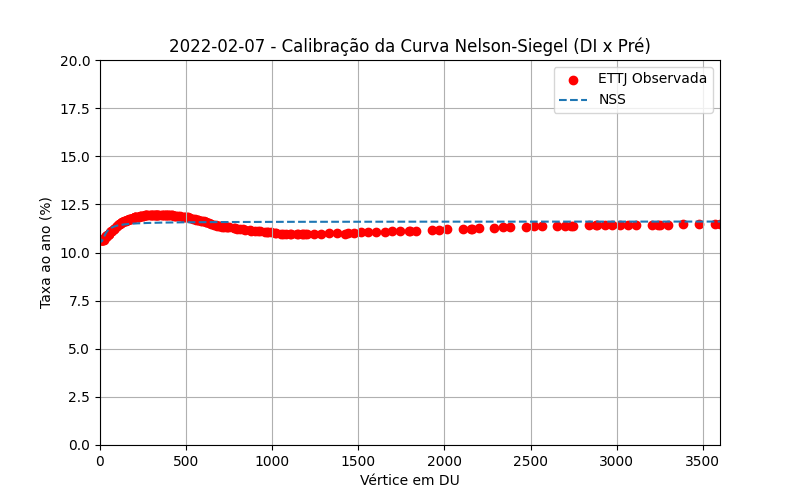 2022-02-07 - Calibração da Curva Nelson-Siegel (DI x Pré)
ETTJ Observada
NSS
Taxa ao ano (%)
20.0
17.5
15.0
12.5
10.0
7.5
5.0
2.5
0.0
0 500 1000 1500 2000 2500 3000 3500
Vértice em DU